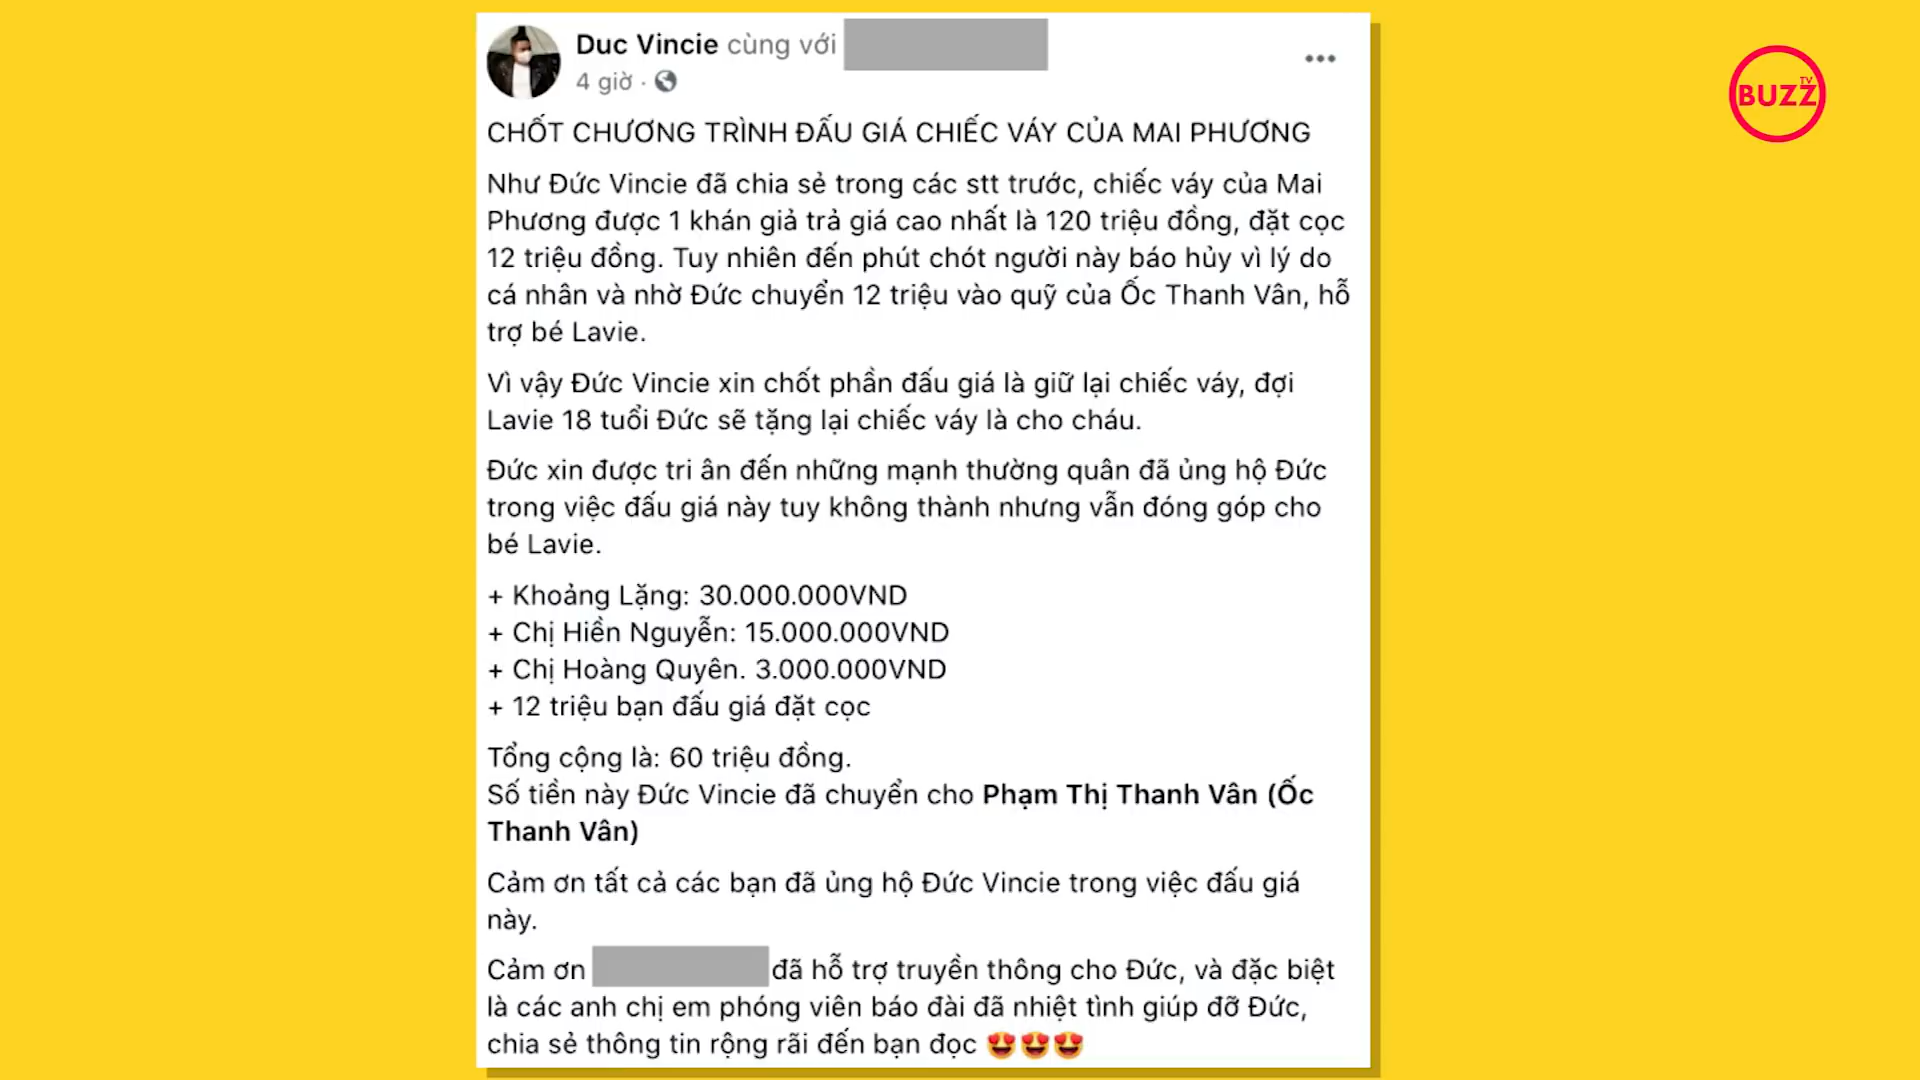 Duc Vincie cùng với
4 giờ ·
CHỐT CHƯƠNG TRÌNH ĐẤU GIÁ CHIẾC VÁY CỦA MAI PHƯƠNG
Như Đức Vincie đã chia sẻ trong các stt trước, chiếc váy của Mai
Phương được 1 khán giả trả giá cao nhất là 120 triệu đồng, đặt cọc
12 triệu đồng. Tuy nhiên đến phút chót người này báo hủy vì lý do
cá nhân và nhờ Đức chuyển 12 triệu vào quỹ của Ốc Thanh Vân, hỗ
trợ bé Lavie.
Vì vậy Đức Vincie xin chốt phần đấu giá là giữ lại chiếc váy, đợi
Lavie 18 tuổi Đức sẽ tặng lại chiếc váy là cho cháu.
Đức xin được tri ân đến những mạnh thường quân đã ủng hộ Đức
trong việc đấu giá này tuy không thành nhưng vẫn đóng góp cho
bé Lavie.
+ Khoảng Lặng: 30.000.000VND
+ Chị Hiền Nguyễn: 15.000.000VND
+ Chị Hoàng Quyên. 3.000.000VND
+ 12 triệu bạn đấu giá đặt cọc
Tổng cộng là: 60 triệu đồng.
Số tiền này Đức Vincie đã chuyển cho Phạm Thị Thanh Vân (Ốc
Thanh Vân)
Cảm ơn tất cả các bạn đã ủng hộ Đức Vincie trong việc đấu giá
này.
Cảm ơn đã hỗ trợ truyền thông cho Đức, và đặc biệt
là các anh chị em phóng viên báo đài đã nhiệt tình giúp đỡ Đức,
chia sẻ thông tin rộng rãi đến bạn đọc 😍😍😍
BUZZ TV